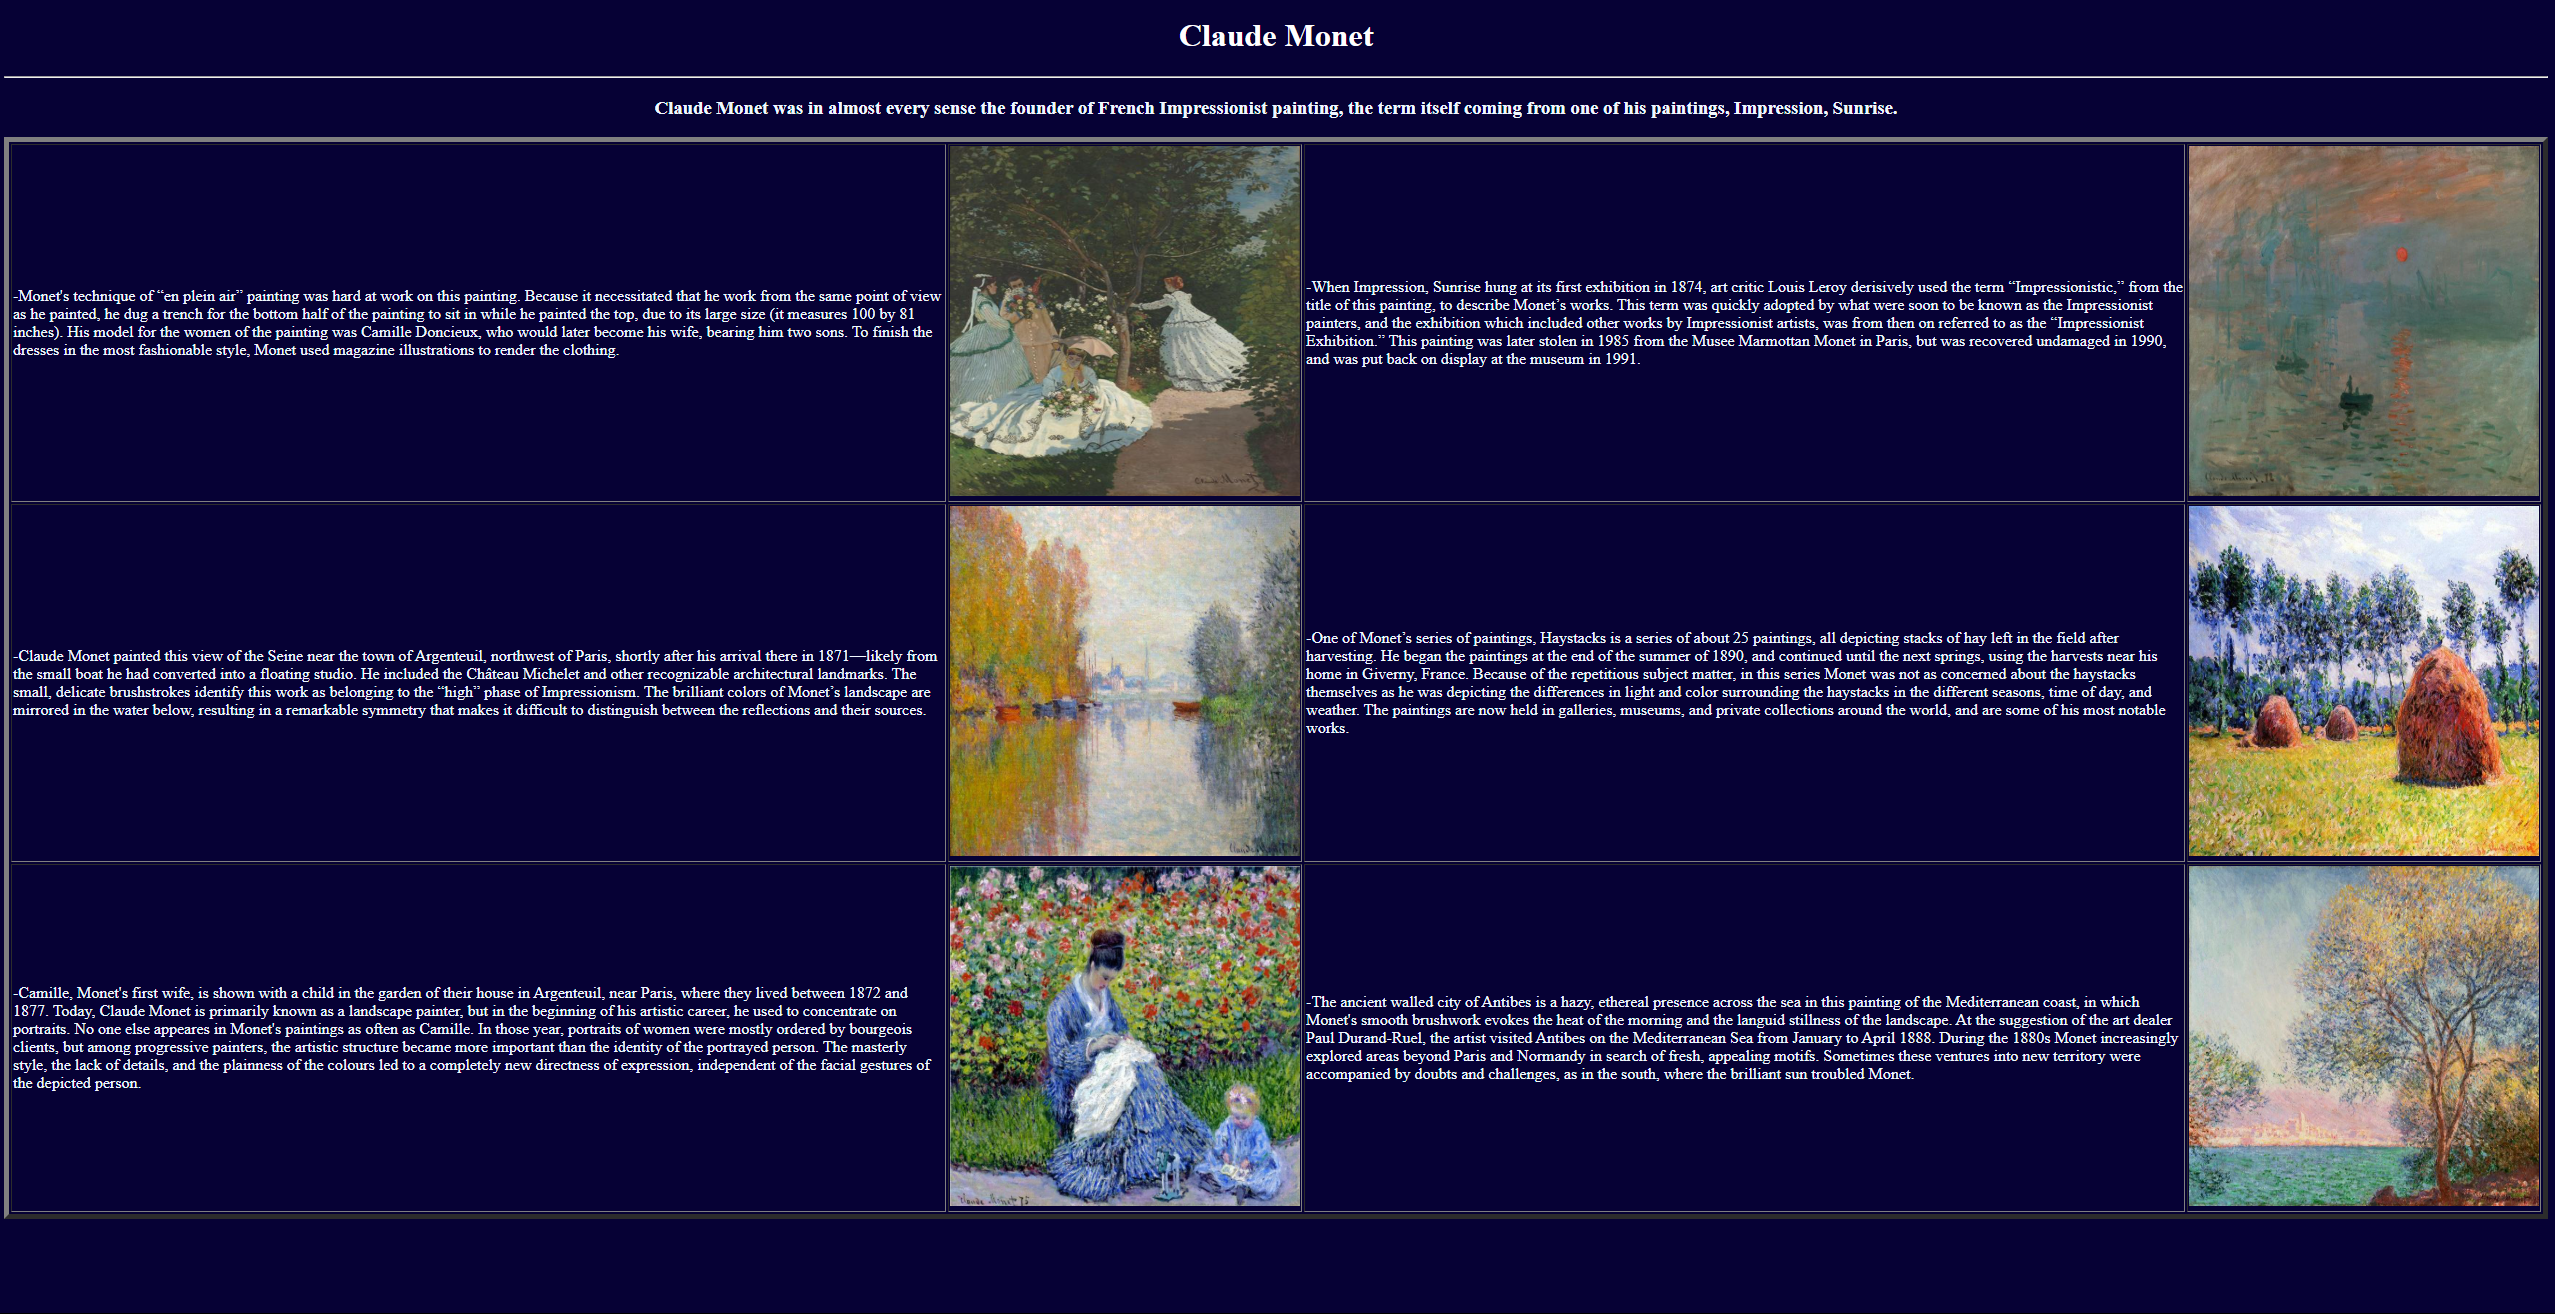 Claude Monet
Claude Monet was in almost every sense the founder of French Impressionist painting, the term itself coming from one of his paintings, Impression, Sunrise.
-Monet's technique of “en plein air” painting was hard at work on this painting. Because it necessitated that he work from the same point of view
as he painted, he dug a trench for the bottom half of the painting to sit in while he painted the top, due to its large size (it measures 100 by 81
inches). His model for the women of the painting was Camille Doncieux, who would later become his wife, bearing him two sons. To finish the
dresses in the most fashionable style, Monet used magazine illustrations to render the clothing.
Claude Monet
-When Impression, Sunrise hung at its first exhibition in 1874, art critic Louis Leroy derisively used the term “Impressionistic,” from the
title of this painting, to describe Monet’s works. This term was quickly adopted by what were soon to be known as the Impressionist
painters, and the exhibition which included other works by Impressionist artists, was from then on referred to as the “Impressionist
Exhibition.” This painting was later stolen in 1985 from the Musee Marmottan Monet in Paris, but was recovered undamaged in 1990,
and was put back on display at the museum in 1991.
-Claude Monet painted this view of the Seine near the town of Argenteuil, northwest of Paris, shortly after his arrival there in 1871—likely from
the small boat he had converted into a floating studio. He included the Château Michelet and other recognizable architectural landmarks. The
small, delicate brushstrokes identify this work as belonging to the “high” phase of Impressionism. The brilliant colors of Monet’s landscape are
mirrored in the water below, resulting in a remarkable symmetry that makes it difficult to distinguish between the reflections and their sources.
-One of Monet’s series of paintings, Haystacks is a series of about 25 paintings, all depicting stacks of hay left in the field after
harvesting. He began the paintings at the end of the summer of 1890, and continued until the next springs, using the harvests near his
home in Giverny, France. Because of the repetitious subject matter, in this series Monet was not as concerned about the haystacks
themselves as he was depicting the differences in light and color surrounding the haystacks in the different seasons, time of day, and
weather. The paintings are now held in galleries, museums, and private collections around the world, and are some of his most notable
works.
-Camille, Monet's first wife, is shown with a child in the garden of their house in Argenteuil, near Paris, where they lived between 1872 and
1877. Today, Claude Monet is primarily known as a landscape painter, but in the beginning of his artistic career, he used to concentrate on
portraits. No one else appeares in Monet's paintings as often as Camille. In those year, portraits of women were mostly ordered by bourgeois
clients, but among progressive painters, the artistic structure became more important than the identity of the portrayed person. The masterly
style, the lack of details, and the plainness of the colours led to a completely new directness of expression, independent of the facial gestures of
the depicted person.
Claude Monet 75
-The ancient walled city of Antibes is a hazy, ethereal presence across the sea in this painting of the Mediterranean coast, in which
Monet's smooth brushwork evokes the heat of the morning and the languid stillness of the landscape. At the suggestion of the art dealer
Paul Durand-Ruel, the artist visited Antibes on the Mediterranean Sea from January to April 1888. During the 1880s Monet increasingly
explored areas beyond Paris and Normandy in search of fresh, appealing motifs. Sometimes these ventures into new territory were
accompanied by doubts and challenges, as in the south, where the brilliant sun troubled Monet.